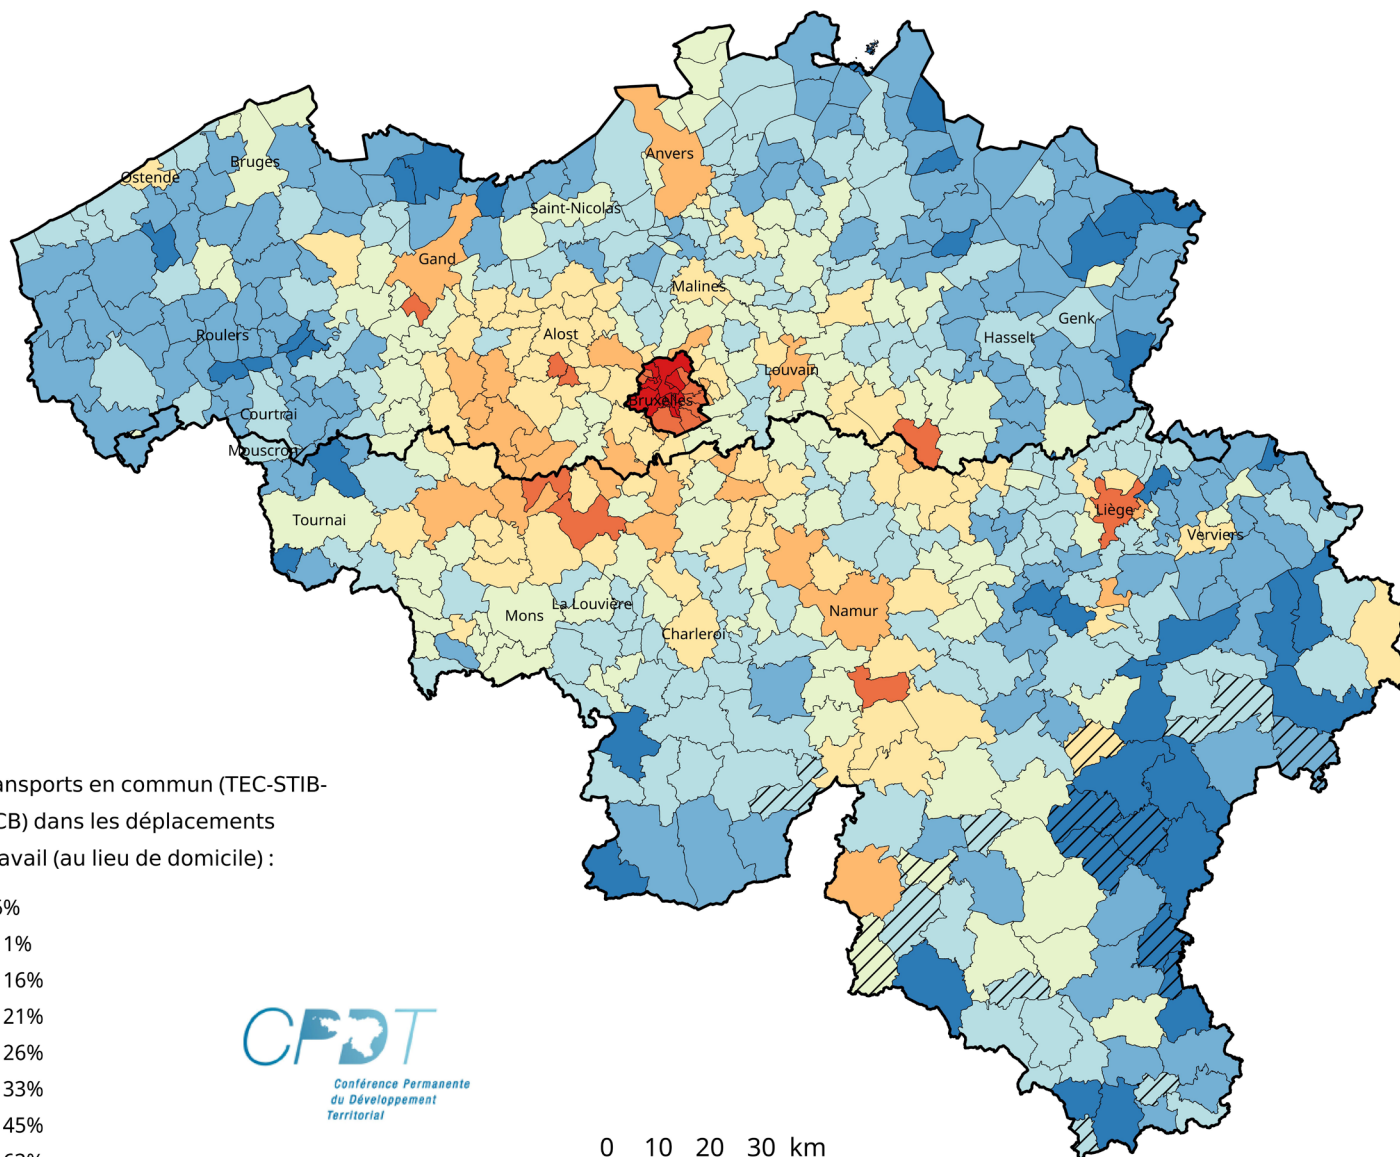 Anvers
Bruges
Ostende
Saint-Nicolas
Gand
Malines
Genk
Roulers
Alost
Hasselt
Louvain
Bruxelles
Courtrai
Mouscron
Liège
Tournai
Verviers
La Louvière
Namur
Mons
Charleroi
ansports en commun (TEC-STIB-
CB) dans les déplacements
avail (au lieu de domicile) :
%
1%
16%
21%
26%
33%
45%
CPDT
Conférence Permanente
du Développement
Territorial
0 10 20 30 km